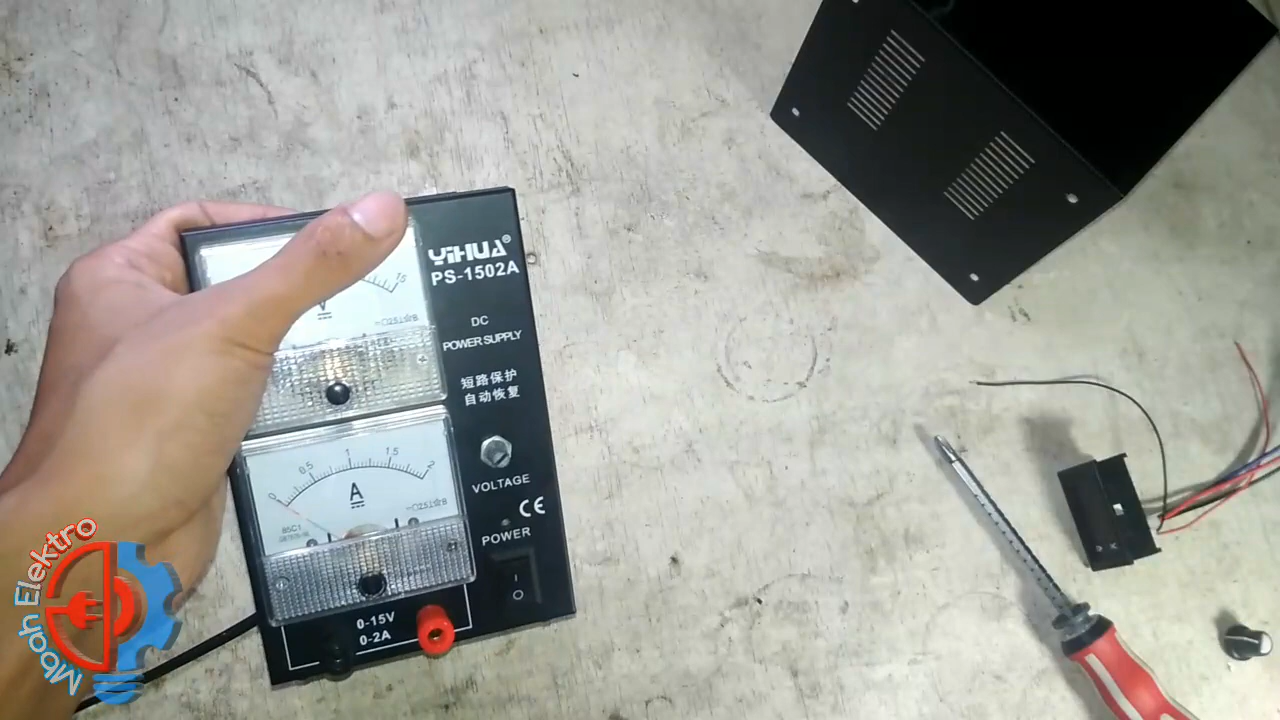 YiHUA®
PS-1502A
DC
POWER SUPPLY
短路保护
自动恢复
VOLTAGE
CE
POWER
I
O
15
V
0 0.5 1 1.5 2
A
85C1
0-15V
0-2A
Mbah Elektro